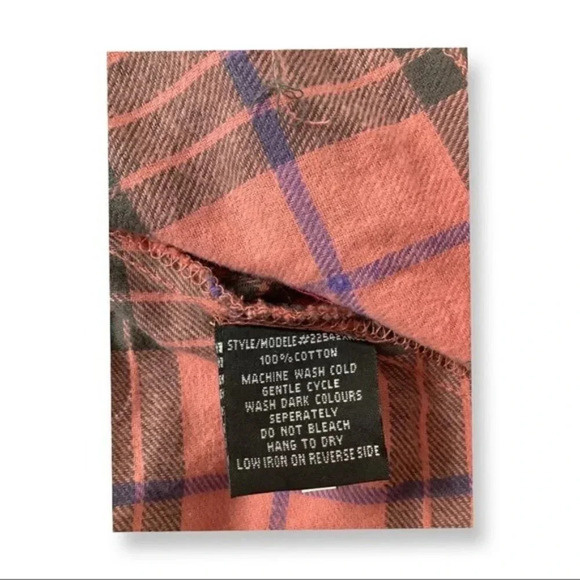 STYLE/MODELE
100% COTTON
MACHINE WASH COLD
GENTLE CYCLE
WASH DARK COLOURS
SEPERATELY
DO NOT BLEACH
HANG TO DRY
LOW IRON ON REVERSE SIDE